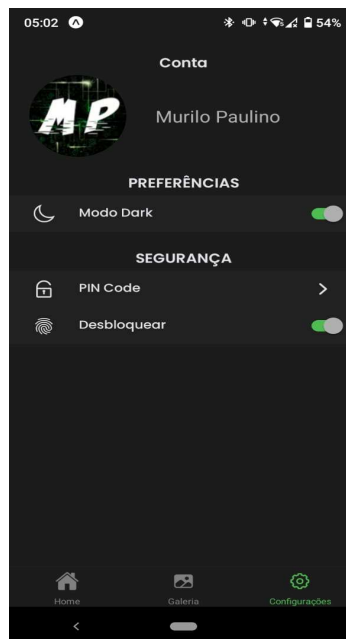 05:02 54%
Conta
MP Murilo Paulino
PREFERÊNCIAS
Modo Dark
SEGURANÇA
PIN Code
Desbloquear
Home Galeria Configurações